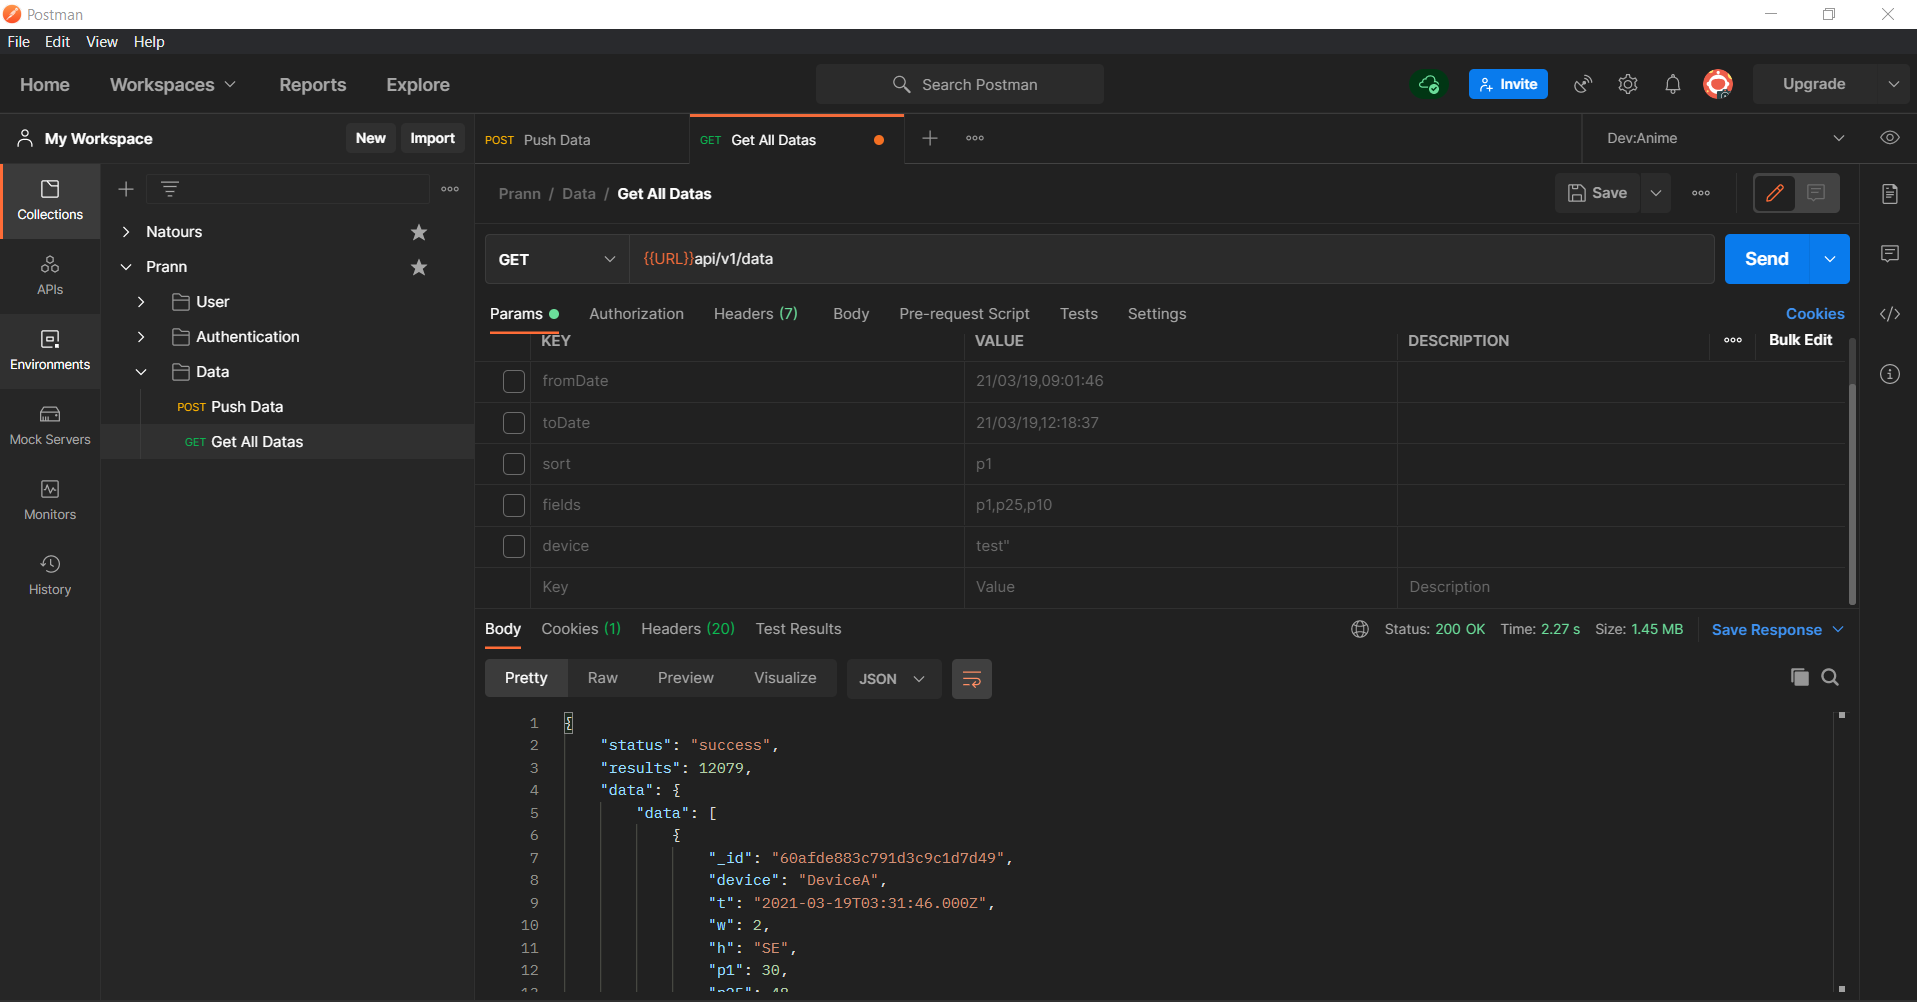 Postman
File Edit View Help
Home Workspaces Reports Explore Search Postman Invite Upgrade
My Workspace New Import POST Push Data GET Get All Datas Dev:Anime
Collections
APIs
Environments
Mock Servers
Monitors
History
Natours
Prann
User
Authentication
Data
POST Push Data
GET Get All Datas
Prann / Data / Get All Datas Save
GET {{URL}}api/v1/data Send
Params Authorization Headers (7) Body Pre-request Script Tests Settings Cookies
KEY VALUE DESCRIPTION Bulk Edit
fromDate 21/03/19,09:01:46
toDate 21/03/19,12:18:37
sort p1
fields p1,p25,p10
device test"
Key Value Description
Body Cookies (1) Headers (20) Test Results Status: 200 OK Time: 2.27 s Size: 1.45 MB Save Response
Pretty Raw Preview Visualize JSON
1 {
2 "status": "success",
3 "results": 12079,
4 "data": {
5 "data": [
6 {
7 "_id": "60afde883c791d3c9c1d7d49",
8 "device": "DeviceA",
9 "t": "2021-03-19T03:31:46.000Z",
10 "w": 2,
11 "h": "SE",
12 "p1": 30,
13 "p25": 48